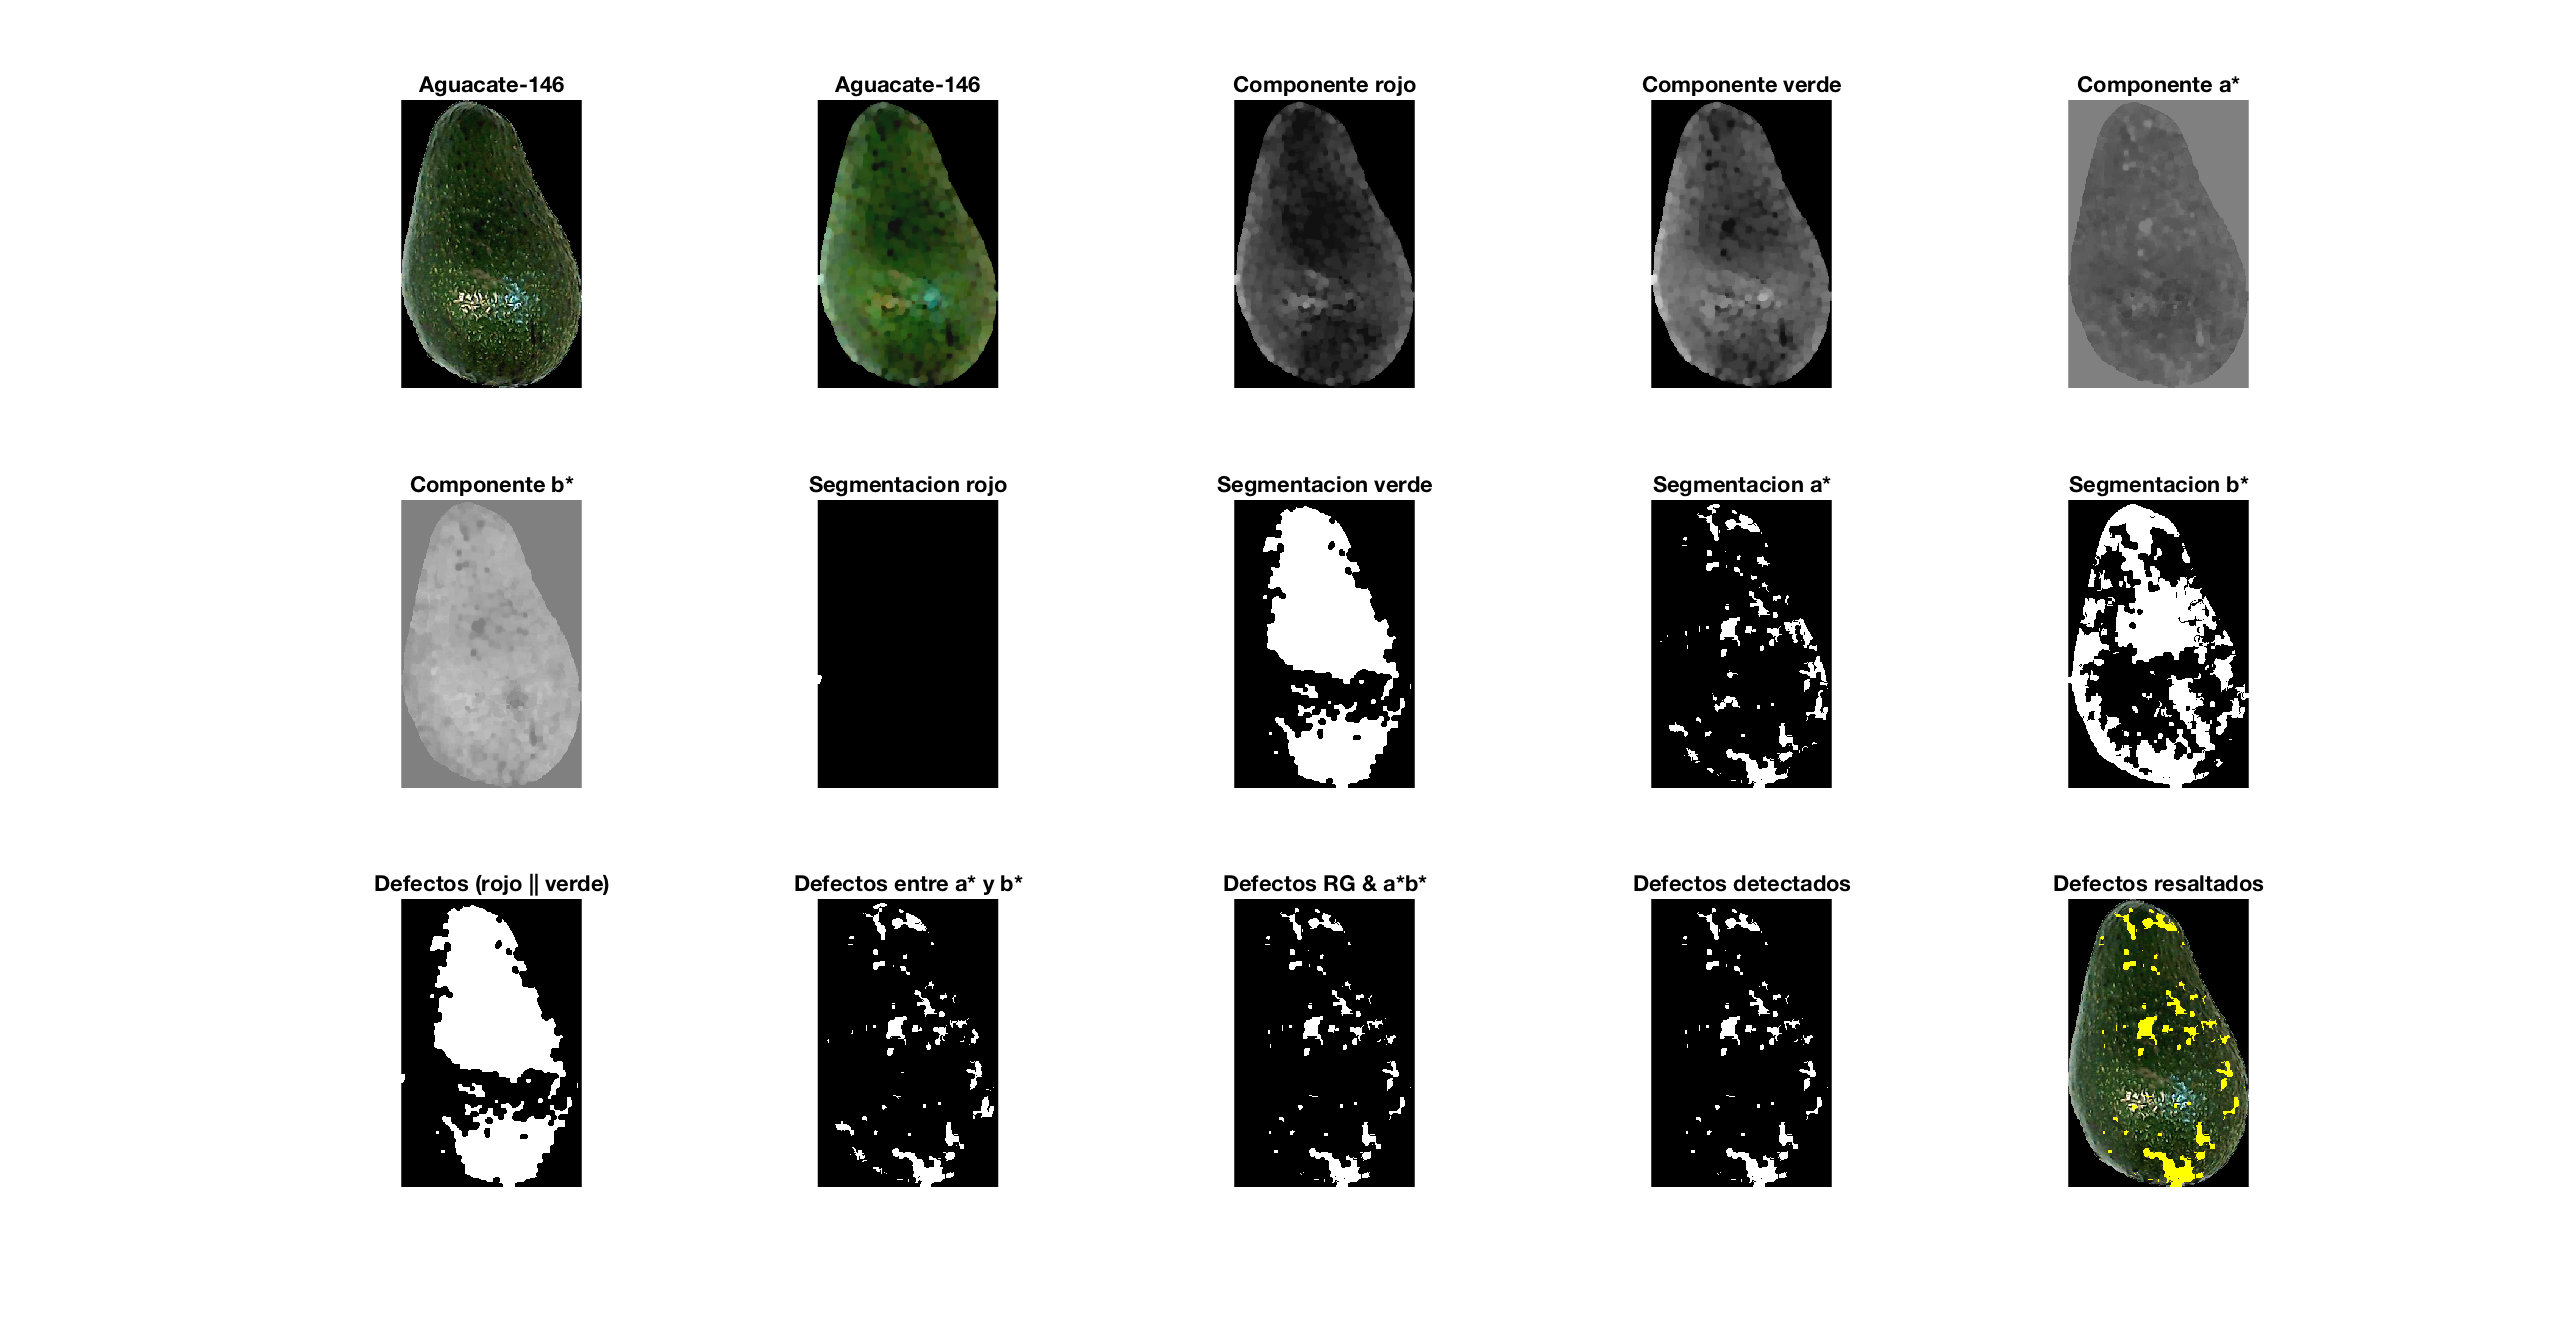 Aguacate-146
Aguacate-146
Componente rojo
Componente verde
Componente a*
Componente b*
Segmentacion rojo
Segmentacion verde
Segmentacion a*
Segmentacion b*
Defectos (rojo || verde)
Defectos entre a* y b*
Defectos RG & a*b*
Defectos detectados
Defectos resaltados